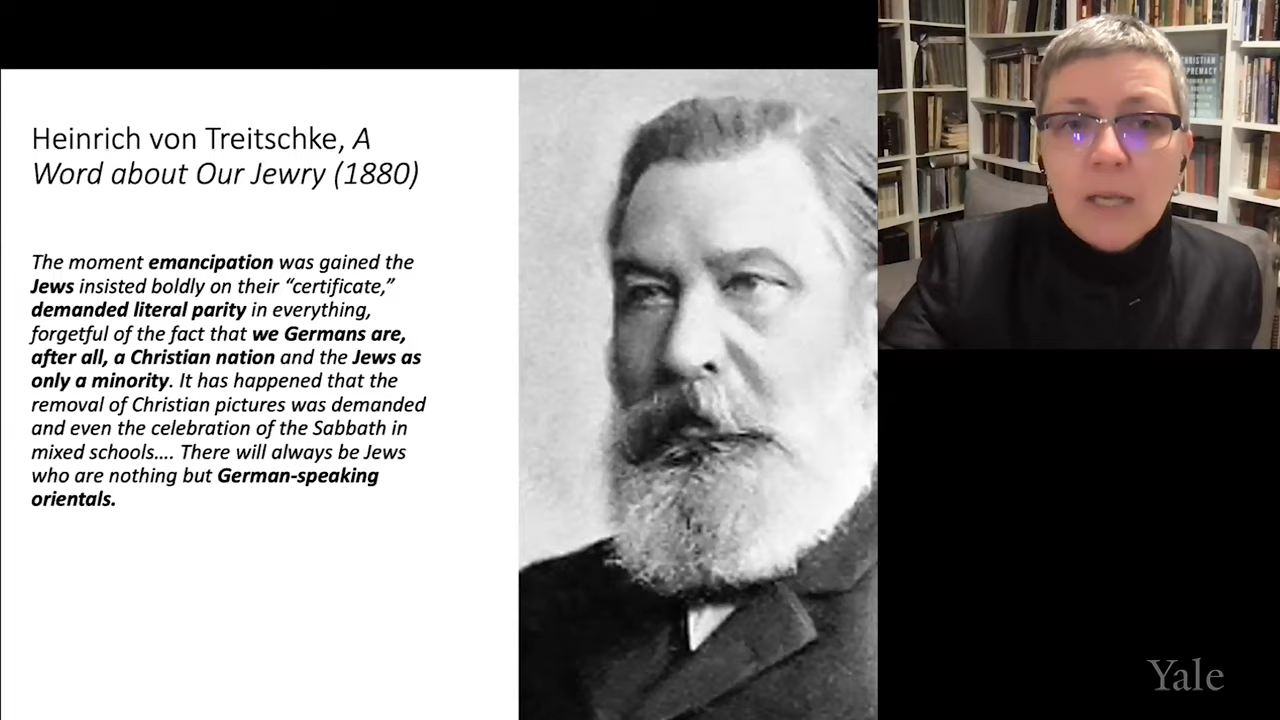 Heinrich von Treitschke, A
Word about Our Jewry (1880)
The moment emancipation was gained the
Jews insisted boldly on their “certificate,”
demanded literal parity in everything,
forgetful of the fact that we Germans are,
after all, a Christian nation and the Jews as
only a minority. It has happened that the
removal of Christian pictures was demanded
and even the celebration of the Sabbath in
mixed schools…. There will always be Jews
who are nothing but German-speaking
orientals.
Yale